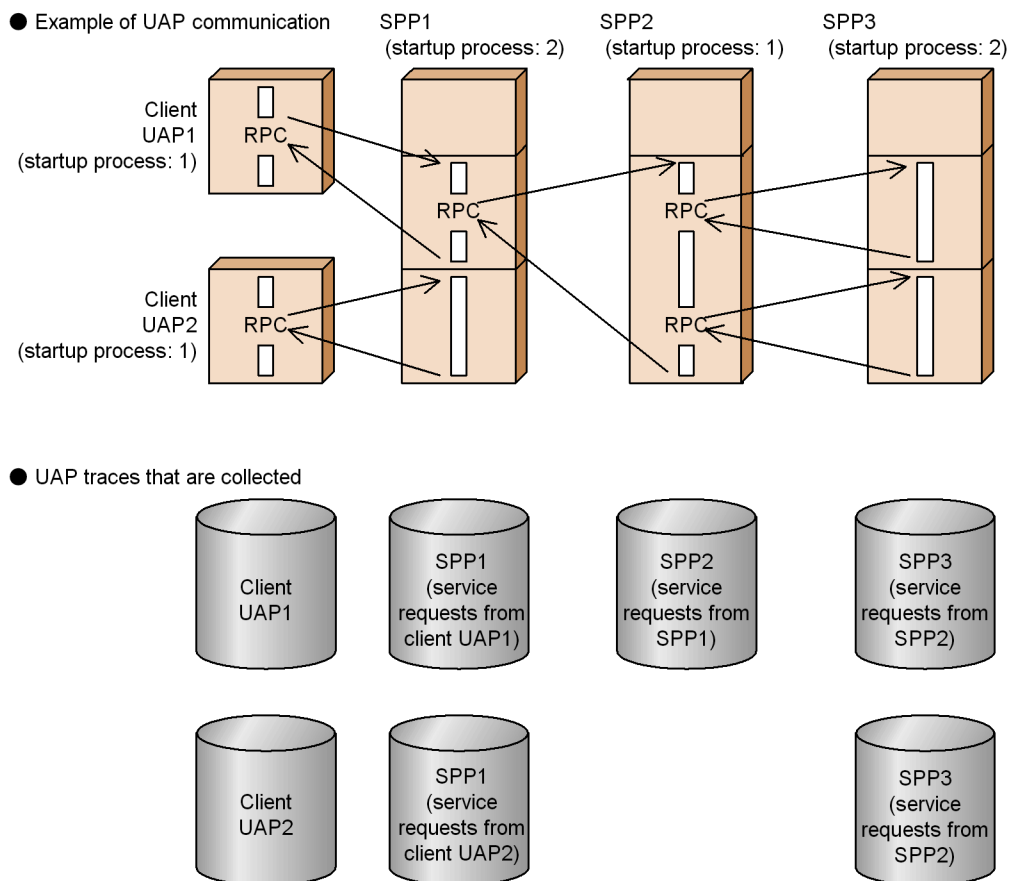 ● Example of UAP communication
SPP1
(startup process: 2)
SPP2
(startup process: 1)
SPP3
(startup process: 2)
Client
UAP1
(startup process: 1)
RPC
RPC
RPC
Client
UAP2
(startup process: 1)
RPC
RPC
● UAP traces that are collected
Client
UAP1
SPP1
(service
requests from
client UAP1)
SPP2
(service
requests from
SPP1)
SPP3
(service
requests from
SPP2)
Client
UAP2
SPP1
(service
requests from
client UAP2)
SPP3
(service
requests from
SPP2)